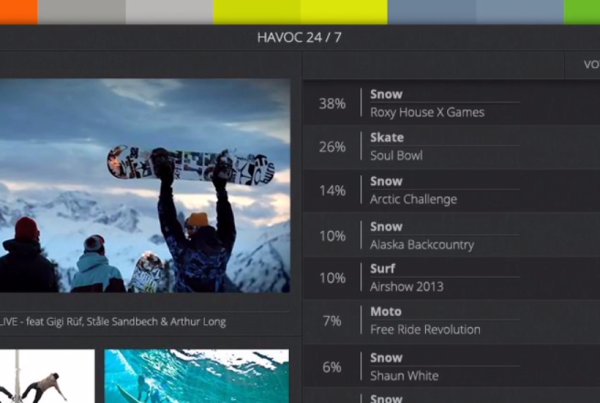 HAVOC 24 / 7
VO
38%
Snow
Roxy House X Games
26%
Skate
Soul Bowl
14%
Snow
Arctic Challenge
10%
Snow
Alaska Backcountry
10%
Surf
Airshow 2013
LIVE - feat Gigi Rüf, Ståle Sandbech & Arthur Long
7%
Moto
Free Ride Revolution
6%
Snow
Shaun White
Snow